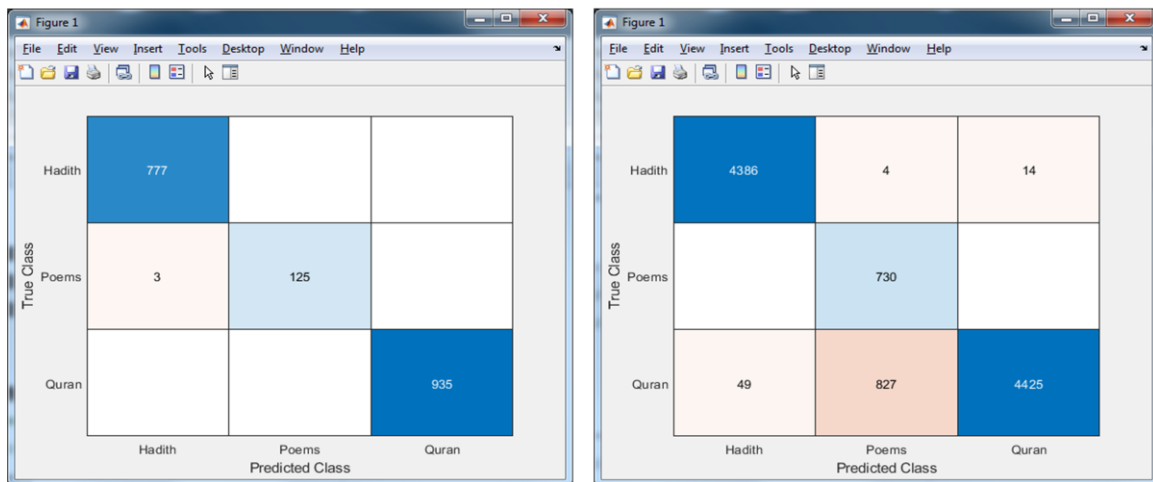 Figure 1
File Edit View Insert Tools Desktop Window Help
Hadith 777
Poems 3 125
Quran 935
True Class
Hadith Poems Quran
Predicted Class
Figure 1
File Edit View Insert Tools Desktop Window Help
Hadith 4386 4 14
Poems 730
Quran 49 827 4425
True Class
Hadith Poems Quran
Predicted Class